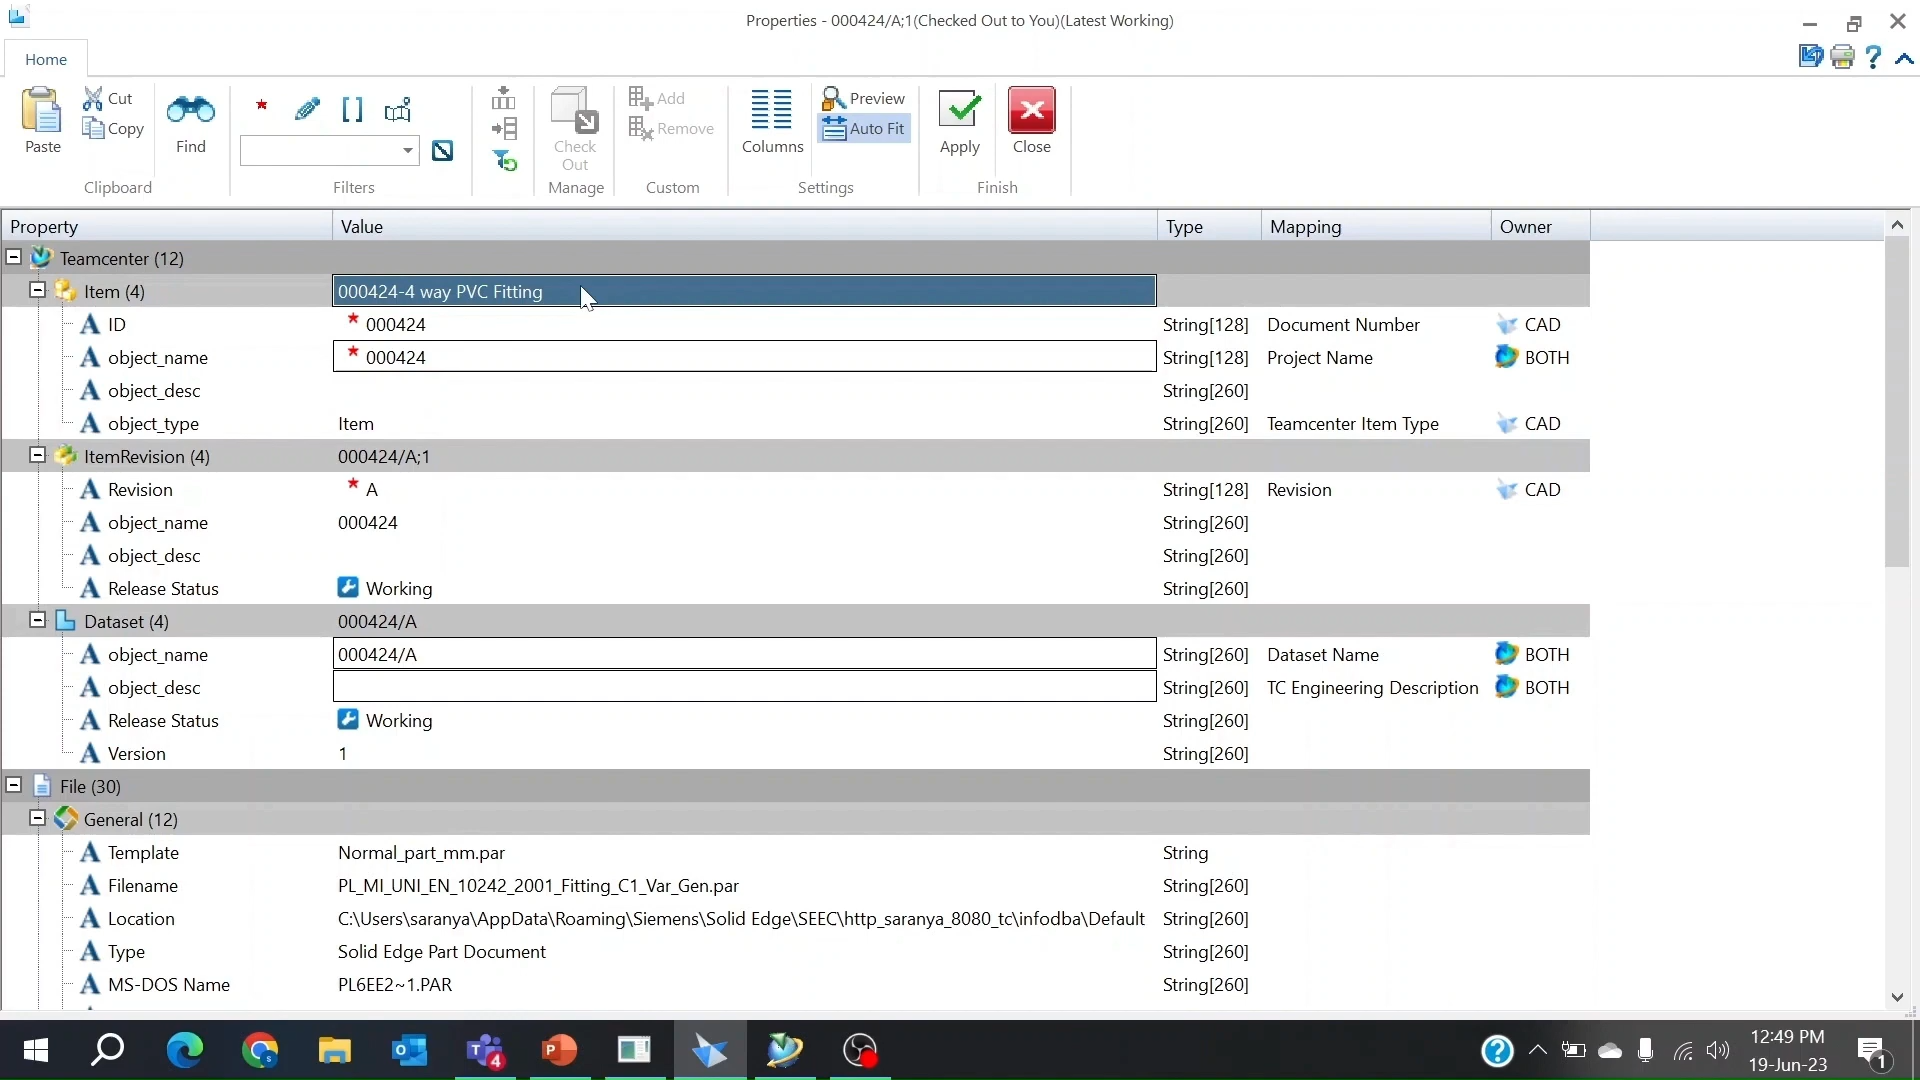 Properties - 000424/A;1(Checked Out to You)(Latest Working)
Home
Paste
Cut
Copy
Clipboard
Find
Filters
Check Out
Manage
Add
Remove
Custom
Columns
Preview
Auto Fit
Settings
Apply
Close
Finish
Property Value Type Mapping Owner
Teamcenter (12)
Item (4) 000424-4 way PVC Fitting
ID * 000424 String[128] Document Number CAD
object_name * 000424 String[128] Project Name BOTH
object_desc String[260]
object_type Item String[260] Teamcenter Item Type CAD
ItemRevision (4) 000424/A;1
Revision * A String[128] Revision CAD
object_name 000424 String[260]
object_desc String[260]
Release Status Working String[260]
Dataset (4) 000424/A
object_name 000424/A String[260] Dataset Name BOTH
object_desc String[260] TC Engineering Description BOTH
Release Status Working String[260]
Version 1 String[260]
File (30)
General (12)
Template Normal_part_mm.par String
Filename PL_MI_UNI_EN_10242_2001_Fitting_C1_Var_Gen.par String[260]
Location C:\Users\saranya\AppData\Roaming\Siemens\Solid Edge\SEEC\http_saranya_8080_tc\infodba\Default String[260]
Type Solid Edge Part Document String[260]
MS-DOS Name PL6EE2~1.PAR String[260]
4
12:49 PM
19-Jun-23
1